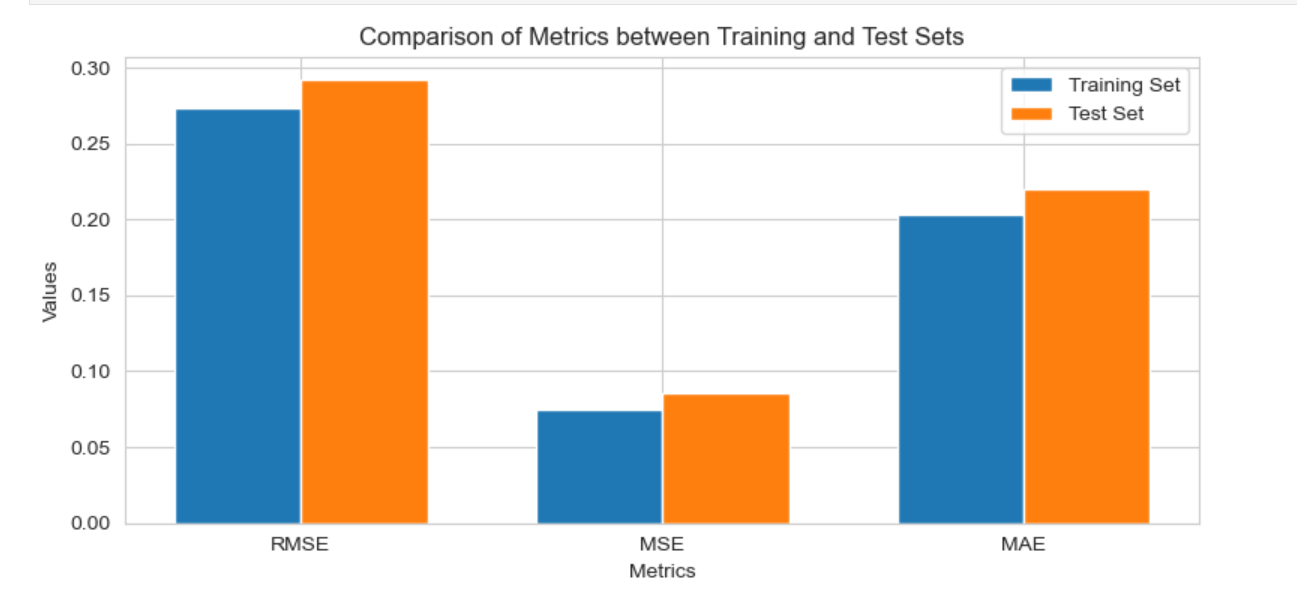 Comparison of Metrics between Training and Test Sets
Training Set
Test Set
0.30
0.25
0.20
0.15
0.10
0.05
0.00
Values
RMSE MSE MAE
Metrics